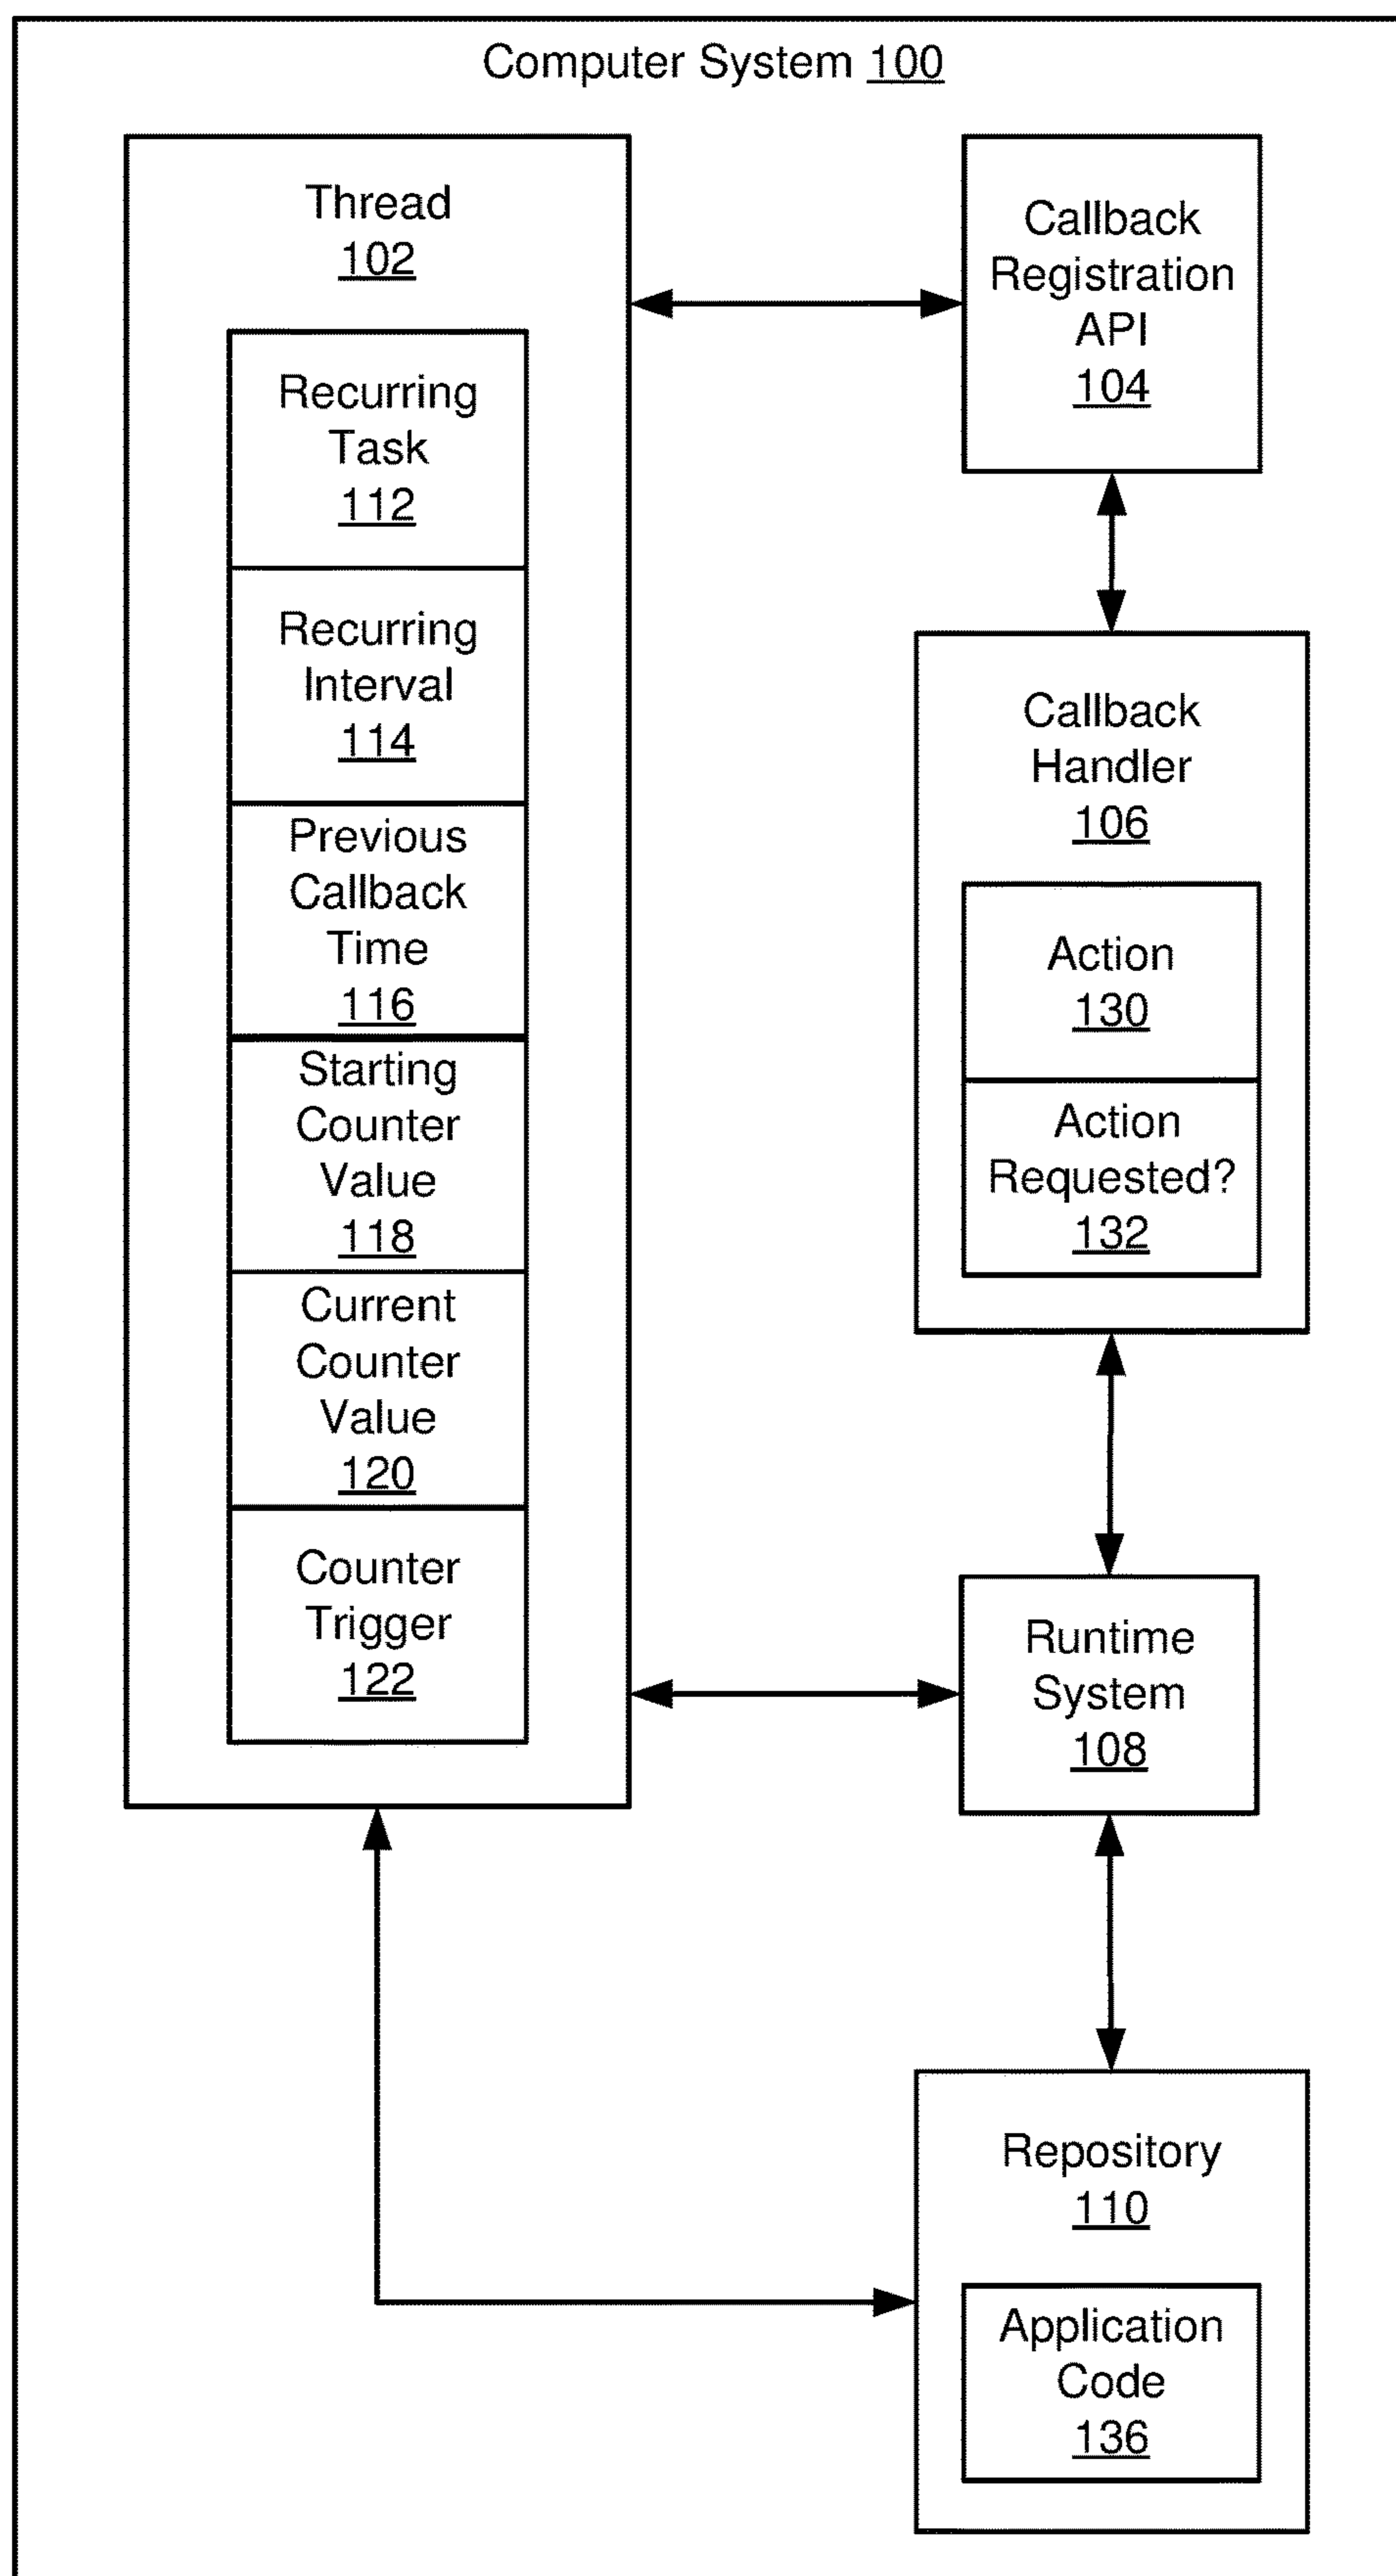 Computer System 100
Thread
102
Recurring
Task
112
Recurring
Interval
114
Previous
Callback
Time
116
Starting
Counter
Value
118
Current
Counter
Value
120
Counter
Trigger
122
Callback
Registration
API
104
Callback
Handler
106
Action
130
Action
Requested?
132
Runtime
System
108
Repository
110
Application
Code
136